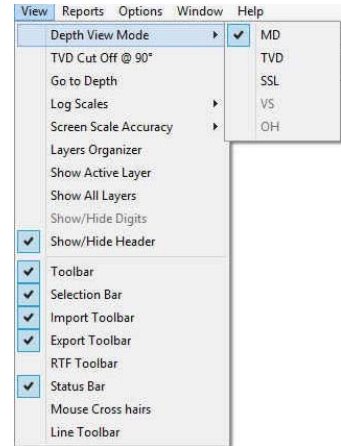 View Reports Options Window Help
Depth View Mode
TVD Cut Off @ 90°
Go to Depth
Log Scales
Screen Scale Accuracy
Layers Organizer
Show Active Layer
Show All Layers
Show/Hide Digits
Show/Hide Header
Toolbar
Selection Bar
Import Toolbar
Export Toolbar
RTF Toolbar
Status Bar
Mouse Cross hairs
Line Toolbar
MD
TVD
SSL
VS
OH